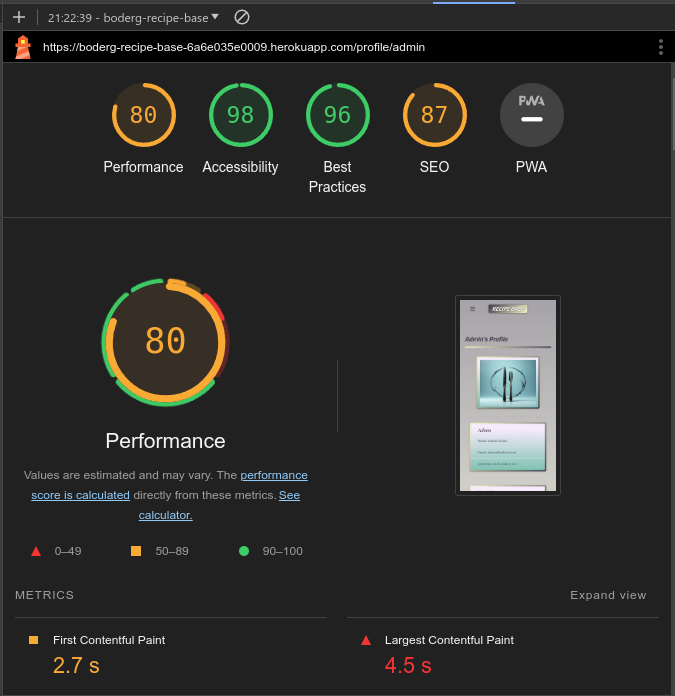 21:22:39 - boderg-recipe-base
https://boderg-recipe-base-6a6e035e0009.herokuapp.com/profile/admin
80
98
96
87
PWA
Performance
Accessibility
Best
Practices
SEO
PWA
80
RECIPE BASE
Admin's Profile
Admin
Performance
Values are estimated and may vary. The performance
score is calculated directly from these metrics. See
calculator.
0–49
50–89
90–100
METRICS
Expand view
First Contentful Paint
2.7 s
Largest Contentful Paint
4.5 s